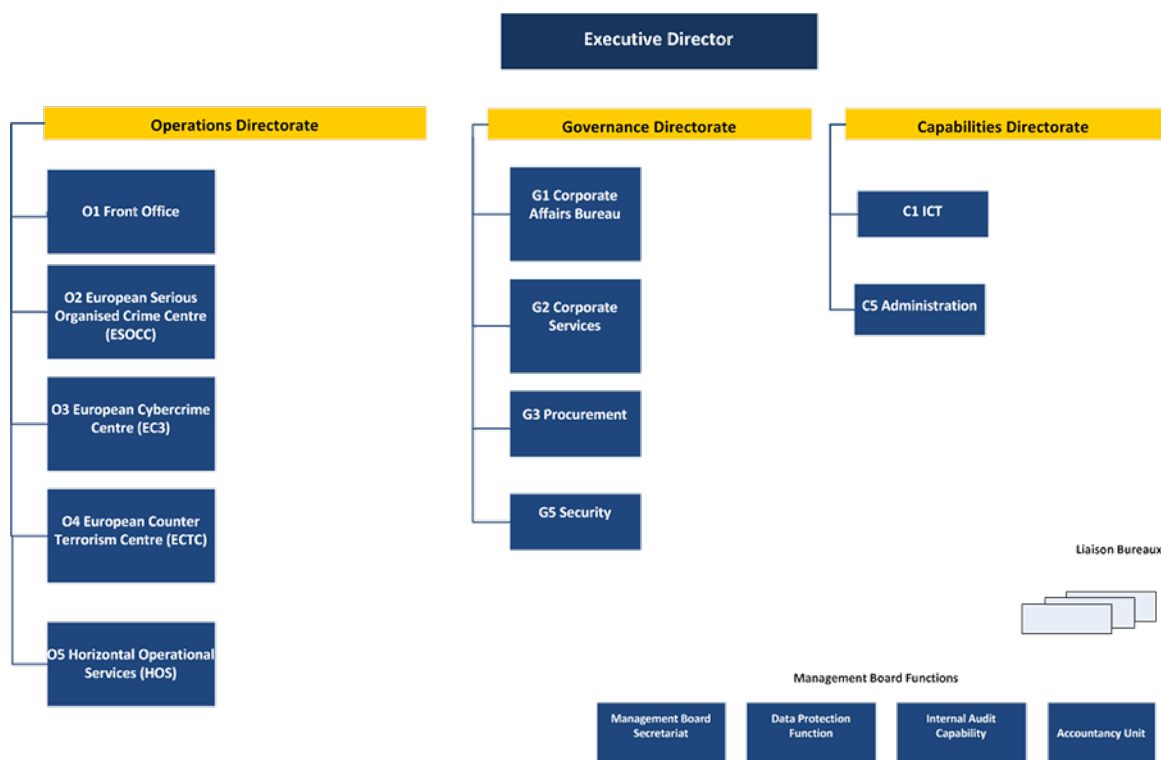 Executive Director
Operations Directorate
O1 Front Office
O2 European Serious
Organised Crime Centre
(ESOCC)
O3 European Cybercrime
Centre (EC3)
O4 European Counter
Terrorism Centre (ECTC)
O5 Horizontal Operational
Services (HOS)
Governance Directorate
G1 Corporate
Affairs Bureau
G2 Corporate
Services
G3 Procurement
G5 Security
Capabilities Directorate
C1 ICT
C5 Administration
Liaison Bureaux
Management Board Functions
Management Board
Secretariat
Data Protection
Function
Internal Audit
Capability
Accountancy Unit